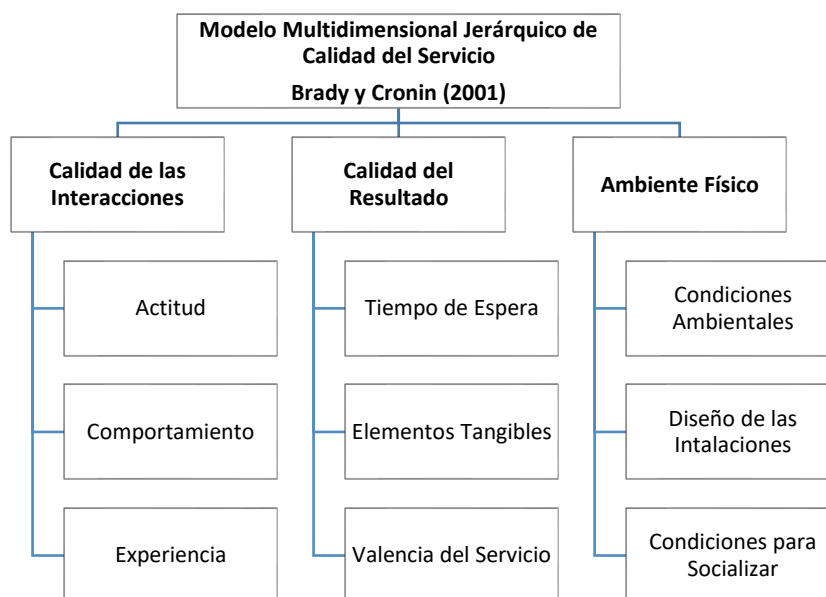 Modelo Multidimensional Jerárquico de
Calidad del Servicio
Brady y Cronin (2001)
Calidad de las
Interacciones
Actitud
Comportamiento
Experiencia
Calidad del
Resultado
Tiempo de Espera
Elementos Tangibles
Valencia del Servicio
Ambiente Físico
Condiciones
Ambientales
Diseño de las
Intalaciones
Condiciones para
Socializar